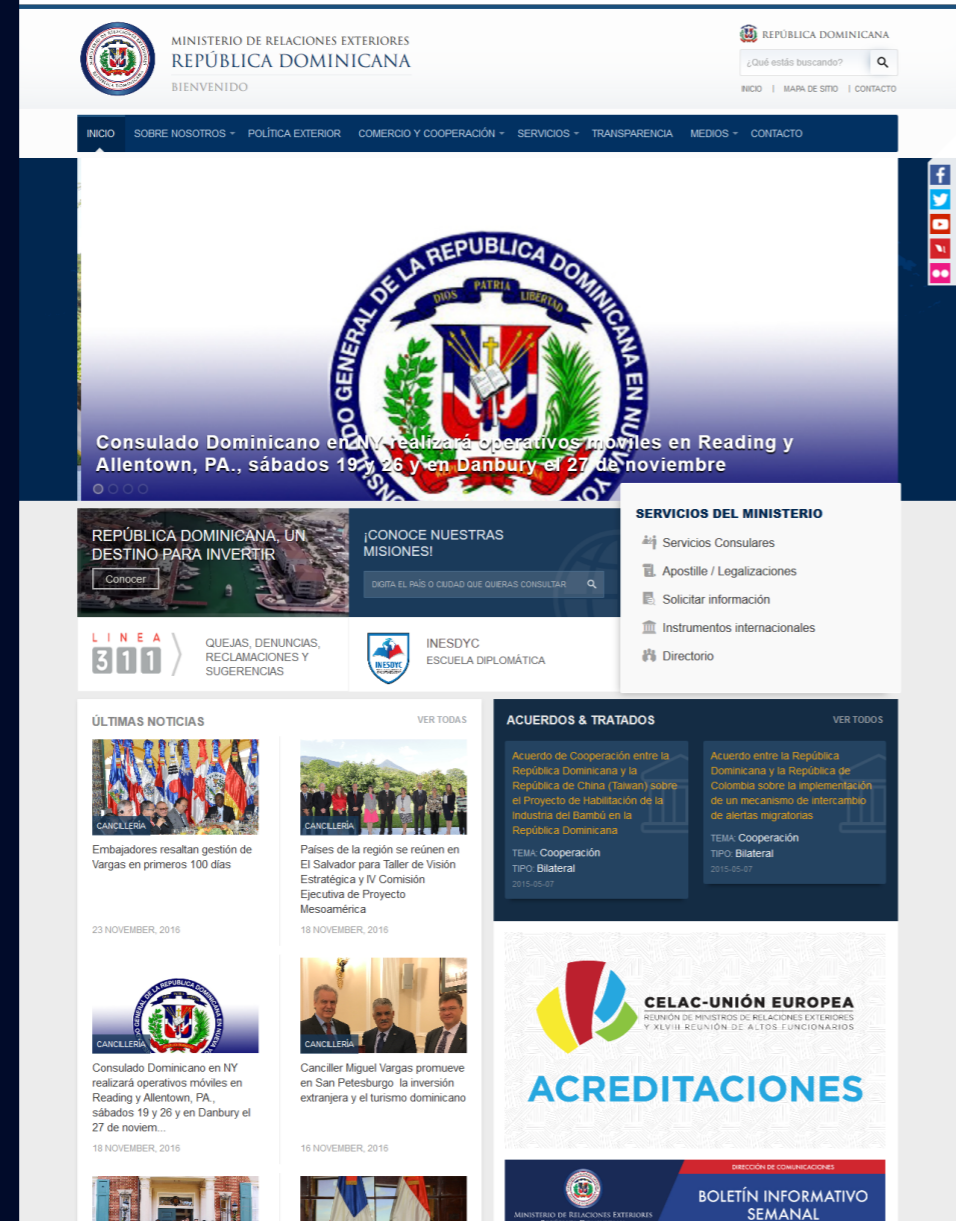 MINISTERIO DE RELACIONES EXTERIORES
REPÚBLICA DOMINICANA
BIENVENIDO
REPÚBLICA DOMINICANA
¿Qué estás buscando?
INICIO | MAPA DE SITIO | CONTACTO
INICIO SOBRE NOSOTROS POLÍTICA EXTERIOR COMERCIO Y COOPERACIÓN SERVICIOS TRANSPARENCIA MEDIOS CONTACTO
DIOS PATRIA LIBERTAD
Consulado Dominicano en NY realizará operativos móviles en Reading y
Allentown, PA., sábados 19 y 26 y en Danbury el 27 de noviembre
REPÚBLICA DOMINICANA, UN
DESTINO PARA INVERTIR
Conocer
¡CONOCE NUESTRAS
MISIONES!
DIGITA EL PAÍS O CIUDAD QUE QUIERAS CONSULTAR
SERVICIOS DEL MINISTERIO
Servicios Consulares
Apostille / Legalizaciones
Solicitar información
Instrumentos internacionales
Directorio
LINEA
311
QUEJAS, DENUNCIAS,
RECLAMACIONES Y
SUGERENCIAS
INESDYC
INESDYC
ESCUELA DIPLOMÁTICA
ÚLTIMAS NOTICIAS
VER TODAS
CANCILLERÍA
Embajadores resaltan gestión de
Vargas en primeros 100 días
23 NOVEMBER, 2016
CANCILLERÍA
Países de la región se reúnen en
El Salvador para Taller de Visión
Estratégica y IV Comisión
Ejecutiva de Proyecto
Mesoamérica
18 NOVEMBER, 2016
CANCILLERÍA
Consulado Dominicano en NY
realizará operativos móviles en
Reading y Allentown, PA.,
sábados 19 y 26 y en Danbury el
27 de noviem...
18 NOVEMBER, 2016
CANCILLERÍA
Canciller Miguel Vargas promueve
en San Petesburgo la inversión
extranjera y el turismo dominicano
16 NOVEMBER, 2016
ACUERDOS & TRATADOS
VER TODOS
Acuerdo de Cooperación entre la
República Dominicana y la
República de China (Taiwan) sobre
el Proyecto de Habilitación de la
Industria del Bambú en la
República Dominicana
TEMA: Cooperación
TIPO: Bilateral
2015-05-07
Acuerdo entre la República
Dominicana y la República de
Colombia sobre la implementación
de un mecanismo de intercambio
de alertas migratorias
TEMA: Cooperación
TIPO: Bilateral
2015-05-07
CELAC-UNIÓN EUROPEA
REUNIÓN DE MINISTROS DE RELACIONES EXTERIORES
Y XLVIII REUNIÓN DE ALTOS FUNCIONARIOS
ACREDITACIONES
MINISTERIO DE RELACIONES EXTERIORES
DIRECCIÓN DE COMUNICACIONES
BOLETÍN INFORMATIVO
SEMANAL